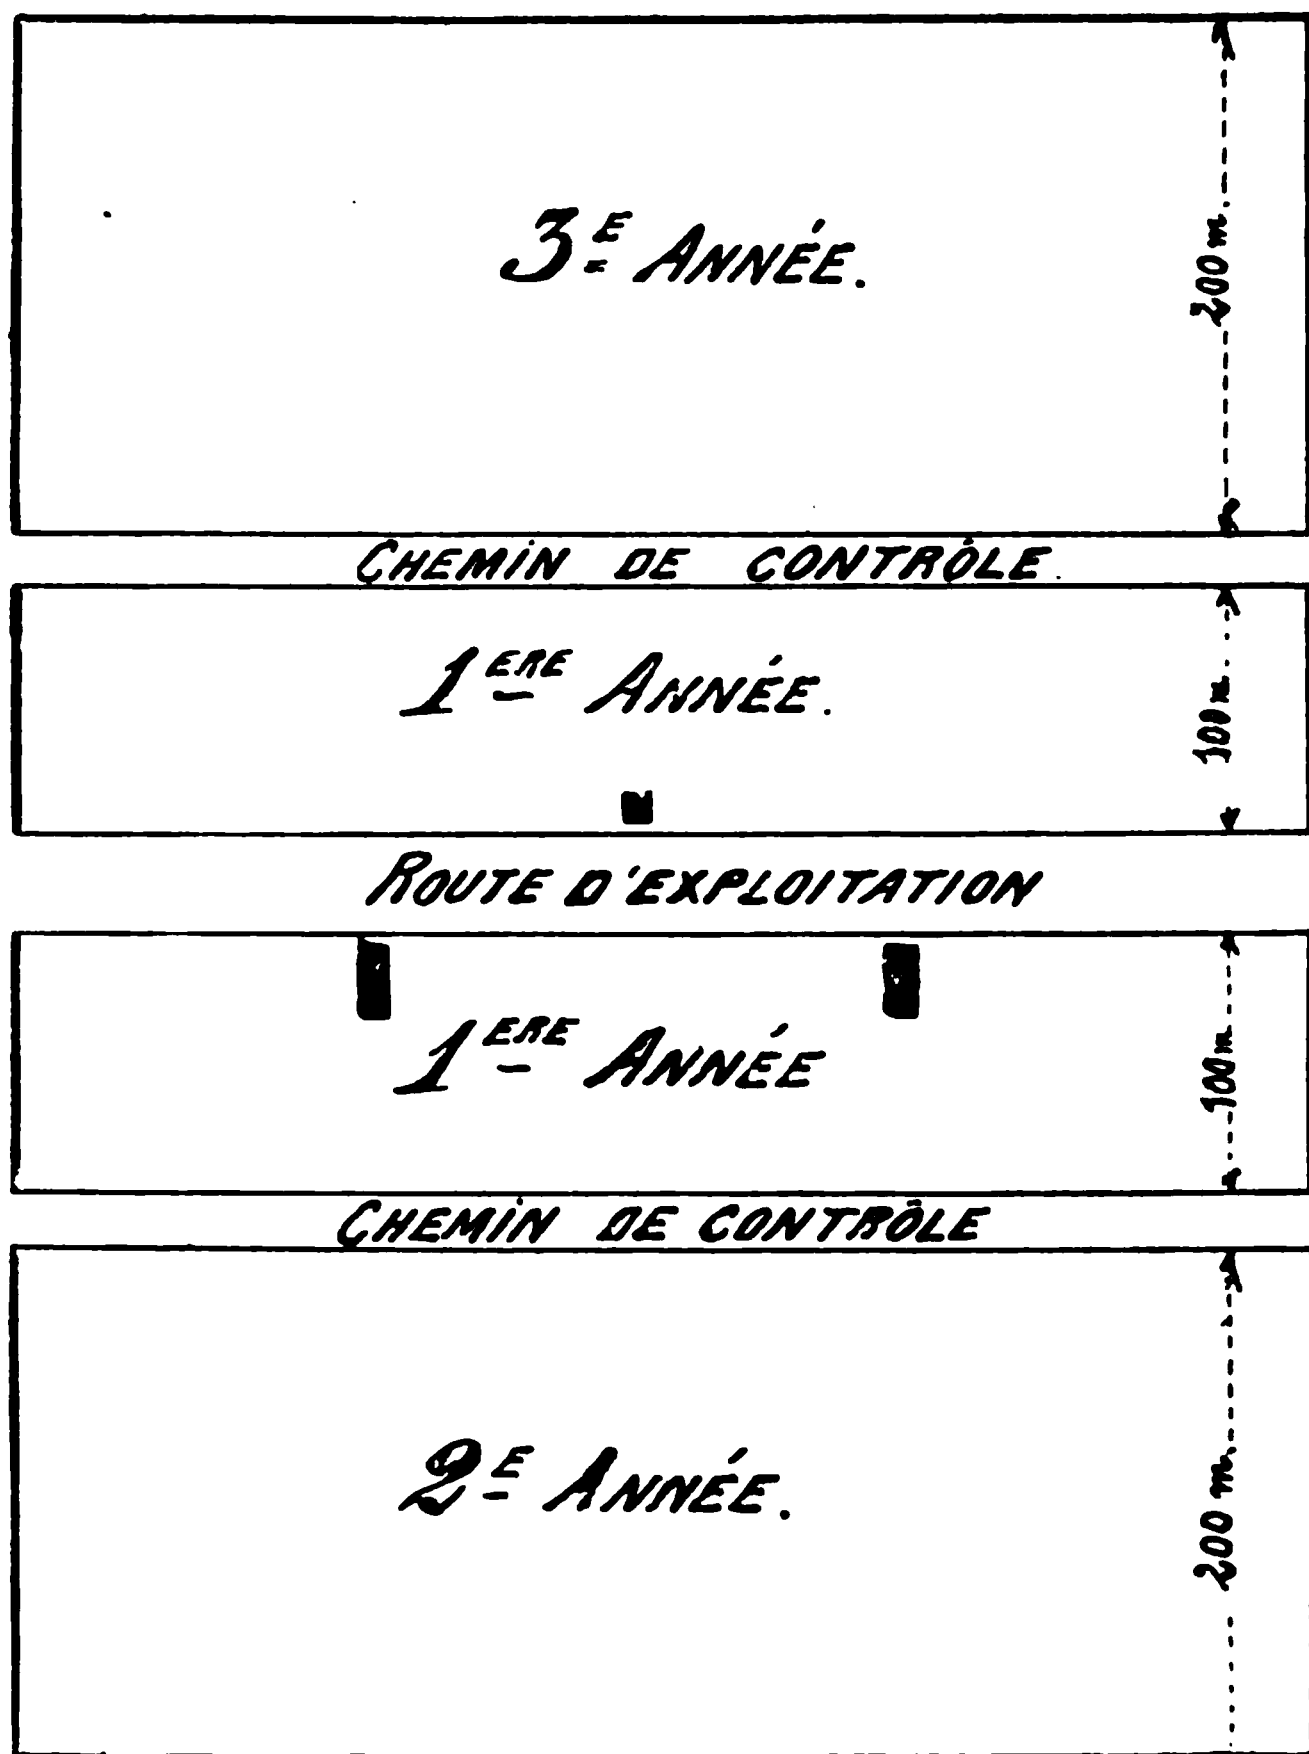 3E ANNÉE.
200 m.
CHEMIN DE CONTRÔLE.
1ERE ANNÉE.
100 m.
ROUTE D'EXPLOITATION
1ERE ANNÉE
100 m
CHEMIN DE CONTRÔLE
2E ANNÉE.
200 m.